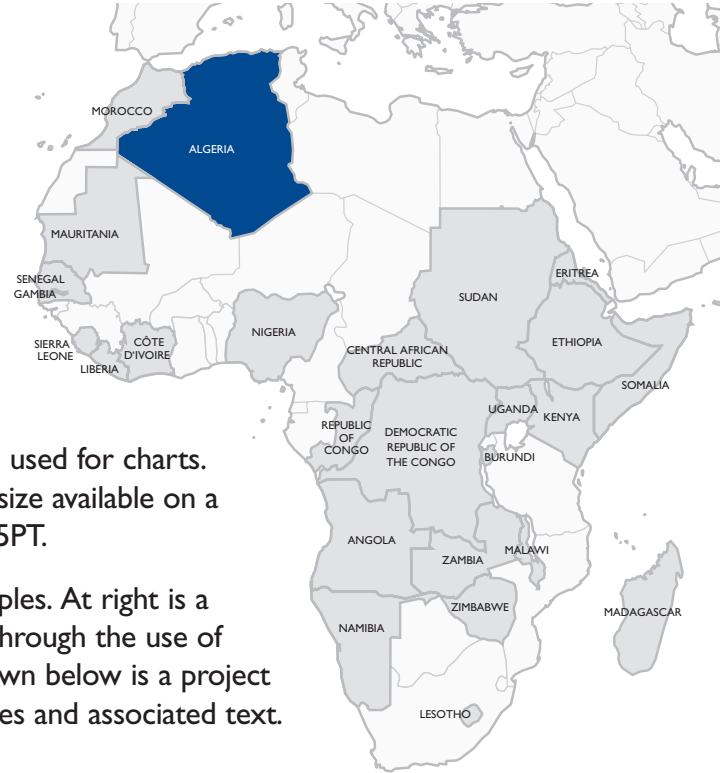 MOROCCO
ALGERIA
MAURITANIA
SENEGAL
GAMBIA
SIERRA
LEONE
LIBERIA
CÔTE
D'IVOIRE
NIGERIA
CENTRAL AFRICAN
REPUBLIC
SUDAN
ERITREA
ETHIOPIA
SOMALIA
UGANDA
KENYA
BURUNDI
REPUBLIC
OF
CONGO
DEMOCRATIC
REPUBLIC OF
THE CONGO
ANGOLA
ZAMBIA
MALAWI
ZIMBABWE
NAMIBIA
MADAGASCAR
LESOTHO
used for charts.
size available on a
5PT.
ples. At right is a
hrough the use of
wn below is a project
es and associated text.